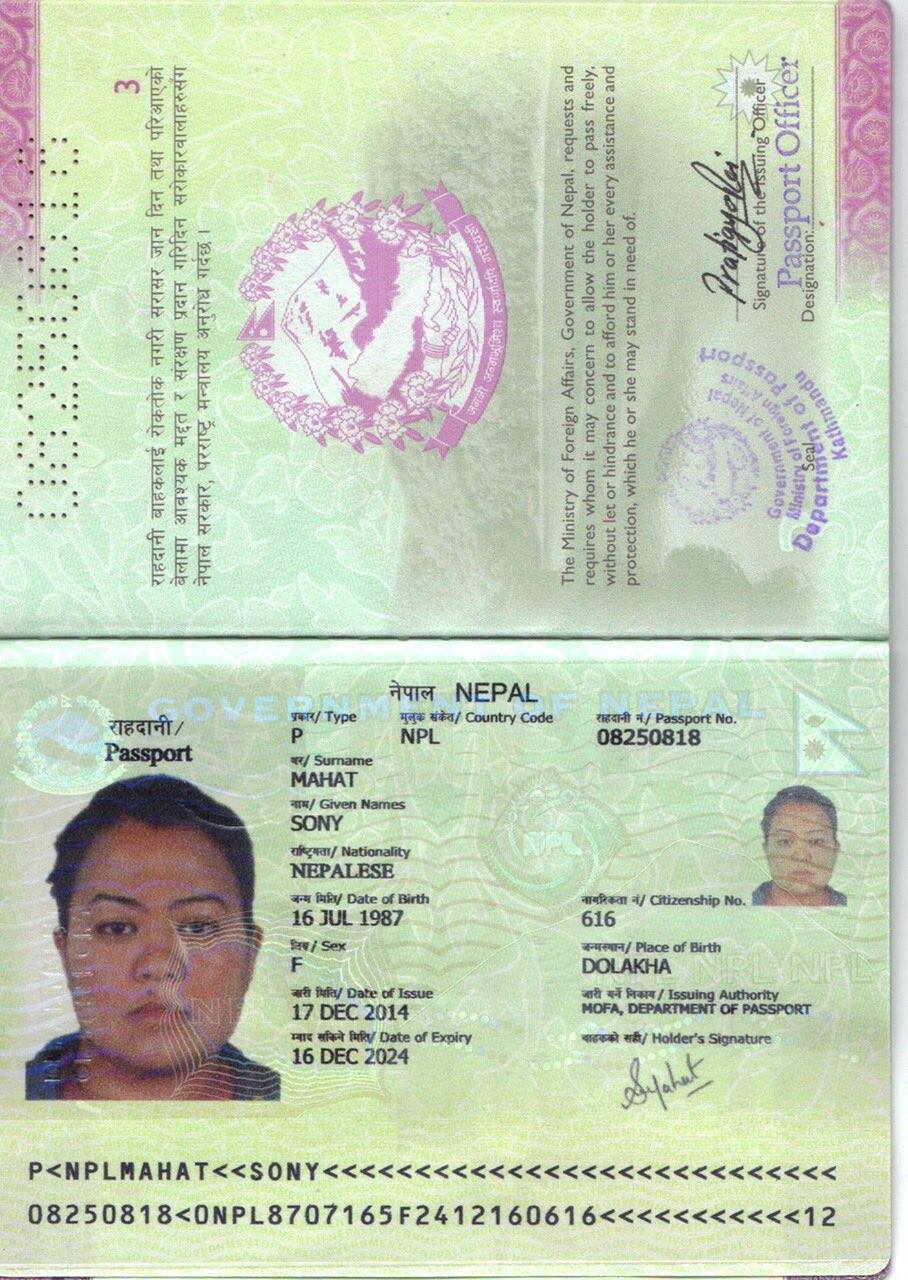 08250818
3
राहदानी बाहकलाई रोकतोक नगरी सरासर जान दिन तथा परिआएको
बेलामा आवश्यक मद्दत र संरक्षण प्रदान गरिदिन सरोकारवालाहरुसँग
नेपाल सरकार, परराष्ट्र मन्त्रालय अनुरोध गर्दछ ।
जननी जन्मभूमिश्च स्वर्गादपि गरीयसी
The Ministry of Foreign Affairs, Government of Nepal, requests and
requires whom it may concern to allow the holder to pass freely,
without let or hindrance and to afford him or her every assistance and
protection, which he or she may stand in need of.
Signature of the Issuing Officer
Passport Officer
Designation:
Government of Nepal
Ministry of Foreign Affairs
Department of Passport
Kathmandu
Seal
GOVERNMENT OF NEPAL
नेपाल NEPAL
राहदानी/
Passport
प्रकार/ Type मुलुक संकेत/ Country Code राहदानी नं/ Passport No.
P NPL 08250818
थर/ Surname
MAHAT
नाम/ Given Names
SONY
राष्ट्रियता/ Nationality
NEPALESE
NPL
जन्म मिति/ Date of Birth नागरिकता नं/ Citizenship No.
16 JUL 1987 616
लिङ्ग/ Sex जन्मस्थान/ Place of Birth
F DOLAKHA
NPL NPL
जारी मिति/ Date of Issue जारी गर्ने निकाय/ Issuing Authority
17 DEC 2014 MOFA, DEPARTMENT OF PASSPORT
म्याद सकिने मिति/ Date of Expiry वाहकको सही/ Holder's Signature
16 DEC 2024
P<NPLMAHAT<<SONY<<<<<<<<<<<<<<<<<<<<<<<<<<<<
08250818<0NPL8707165F2412160616<<<<<<<<<<<12